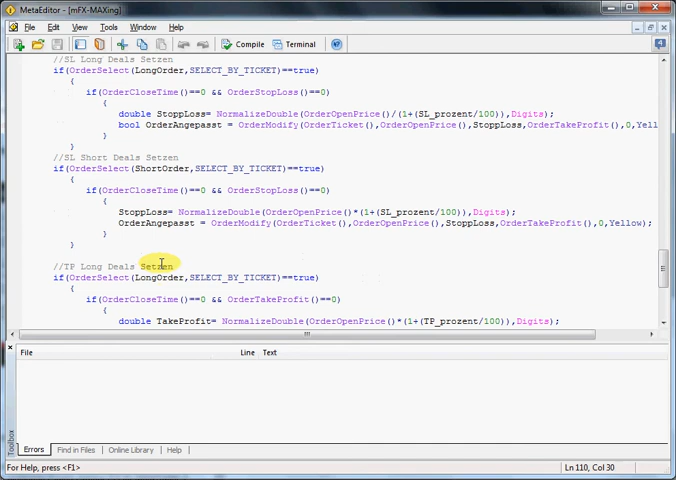 MetaEditor - [mFX-MAXing]
File Edit View Tools Window Help
Compile Terminal 4
//SL Long Deals Setzen
if(OrderSelect(LongOrder,SELECT_BY_TICKET)==true)
{
if(OrderCloseTime()==0 && OrderStopLoss()==0)
{
double StoppLoss= NormalizeDouble(OrderOpenPrice()/(1+(SL_prozent/100)),Digits);
bool OrderAngepasst = OrderModify(OrderTicket(),OrderOpenPrice(),StoppLoss,OrderTakeProfit(),0,Yell
}
}
//SL Short Deals Setzen
if(OrderSelect(ShortOrder,SELECT_BY_TICKET)==true)
{
if(OrderCloseTime()==0 && OrderStopLoss()==0)
{
StoppLoss= NormalizeDouble(OrderOpenPrice()*(1+(SL_prozent/100)),Digits);
OrderAngepasst = OrderModify(OrderTicket(),OrderOpenPrice(),StoppLoss,OrderTakeProfit(),0,Yellow);
}
}
//TP Long Deals Setzen
if(OrderSelect(LongOrder,SELECT_BY_TICKET)==true)
{
if(OrderCloseTime()==0 && OrderTakeProfit()==0)
{
double TakeProfit= NormalizeDouble(OrderOpenPrice()*(1+(TP_prozent/100)),Digits);
File Line Text
Toolbox
Errors Find in Files Online Library Help
For Help, press <F1> Ln 110, Col 30